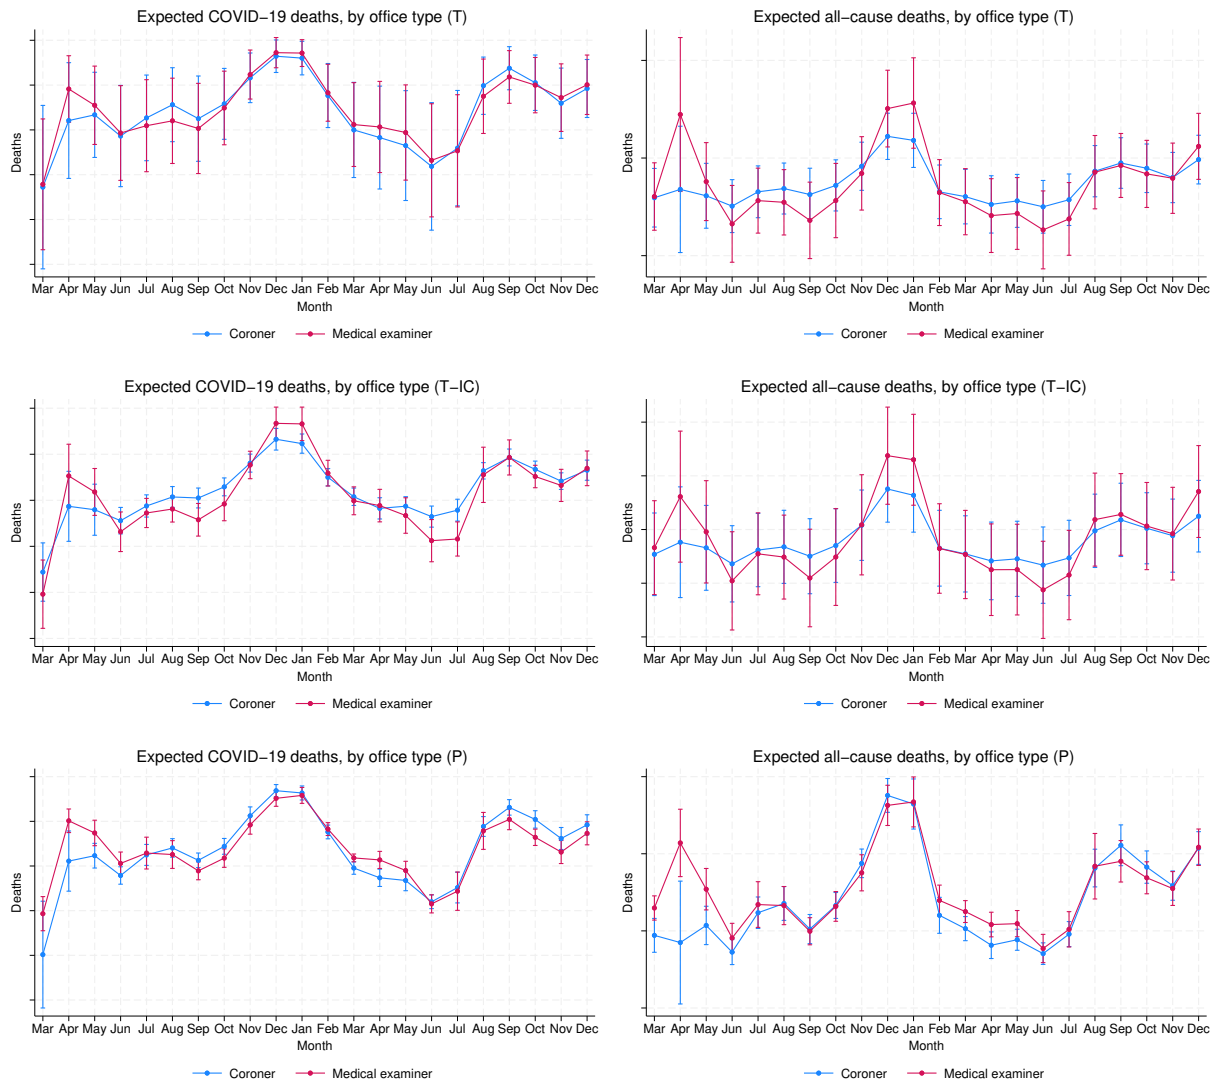 Expected COVID−19 deaths, by office type (T)
Deaths
Mar Apr May Jun Jul Aug Sep Oct Nov Dec Jan Feb Mar Apr May Jun Jul Aug Sep Oct Nov Dec
Month
Coroner Medical examiner
Expected all−cause deaths, by office type (T)
Deaths
Mar Apr May Jun Jul Aug Sep Oct Nov Dec Jan Feb Mar Apr May Jun Jul Aug Sep Oct Nov Dec
Month
Coroner Medical examiner
Expected COVID−19 deaths, by office type (T−IC)
Deaths
Mar Apr May Jun Jul Aug Sep Oct Nov Dec Jan Feb Mar Apr May Jun Jul Aug Sep Oct Nov Dec
Month
Coroner Medical examiner
Expected all−cause deaths, by office type (T−IC)
Deaths
Mar Apr May Jun Jul Aug Sep Oct Nov Dec Jan Feb Mar Apr May Jun Jul Aug Sep Oct Nov Dec
Month
Coroner Medical examiner
Expected COVID−19 deaths, by office type (P)
Deaths
Mar Apr May Jun Jul Aug Sep Oct Nov Dec Jan Feb Mar Apr May Jun Jul Aug Sep Oct Nov Dec
Month
Coroner Medical examiner
Expected all−cause deaths, by office type (P)
Deaths
Mar Apr May Jun Jul Aug Sep Oct Nov Dec Jan Feb Mar Apr May Jun Jul Aug Sep Oct Nov Dec
Month
Coroner Medical examiner